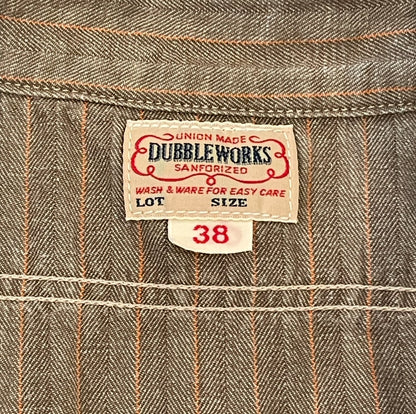 UNION MADE
DUBBLEWORKS
SANFORIZED
WASH & WARE FOR EASY CARE
LOT SIZE
38